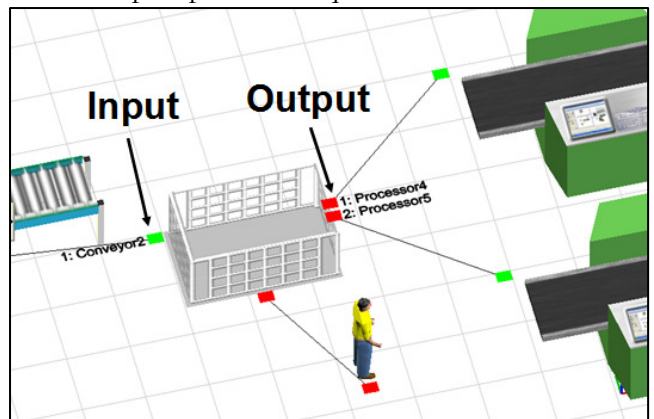 Input
Output
1: Processor4
2: Processor5
1: Conveyor2